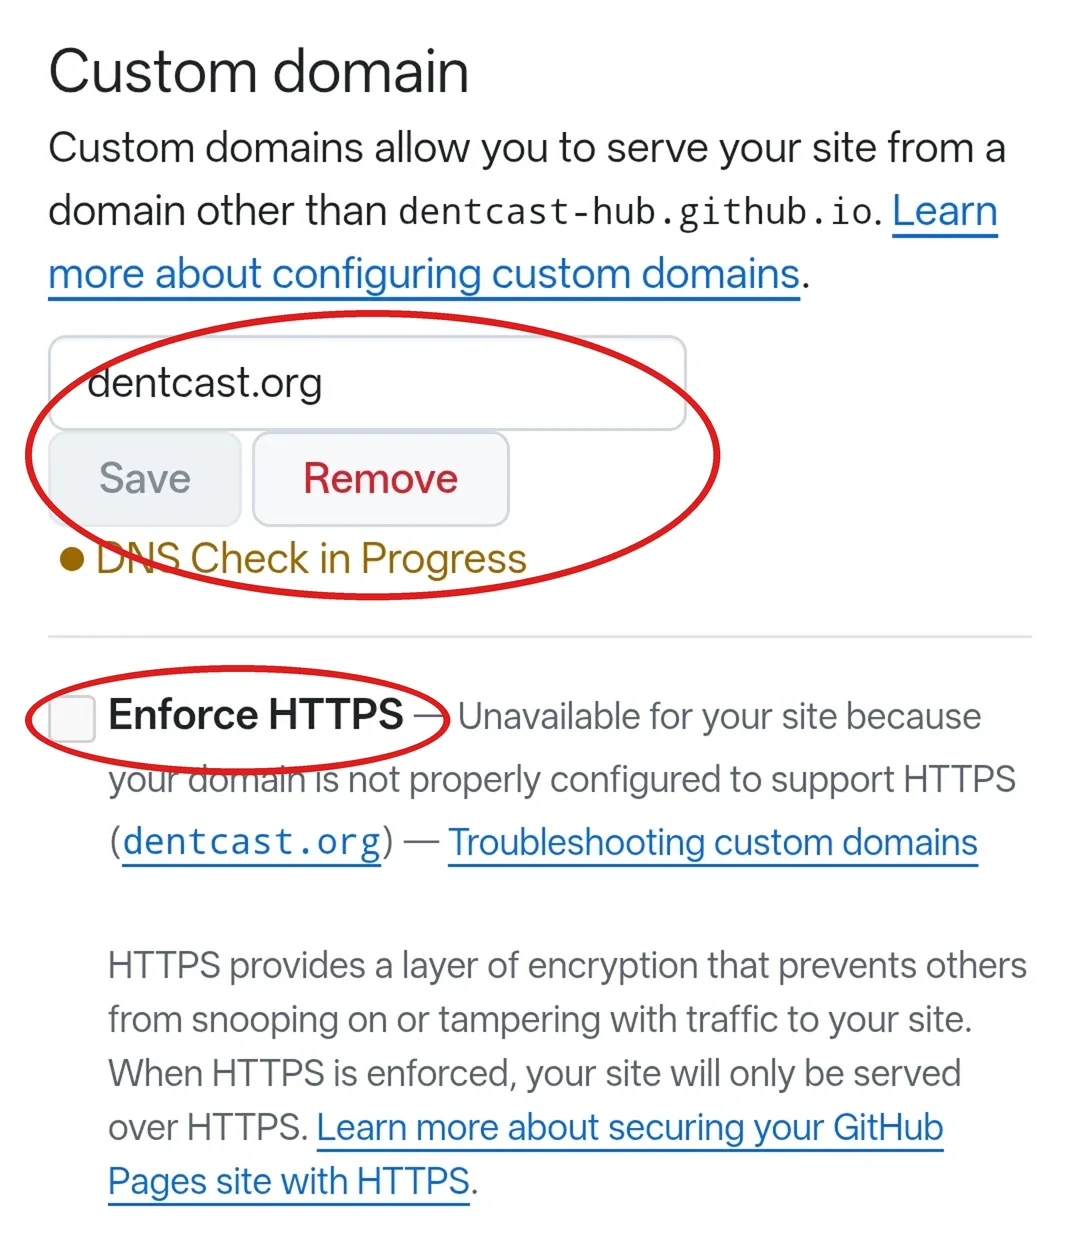 Custom domain
Custom domains allow you to serve your site from a
domain other than dentcast-hub.github.io. Learn
more about configuring custom domains.
dentcast.org
Save Remove
DNS Check in Progress
Enforce HTTPS — Unavailable for your site because
your domain is not properly configured to support HTTPS
(dentcast.org) — Troubleshooting custom domains
HTTPS provides a layer of encryption that prevents others
from snooping on or tampering with traffic to your site.
When HTTPS is enforced, your site will only be served
over HTTPS. Learn more about securing your GitHub
Pages site with HTTPS.